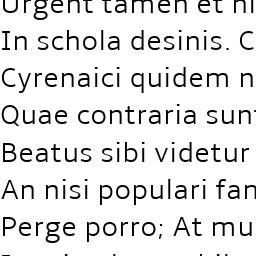 Urgent tamen et ni
In schola desinis. C
Cyrenaici quidem n
Quae contraria sunt
Beatus sibi videtur
An nisi populari fam
Perge porro; At mu